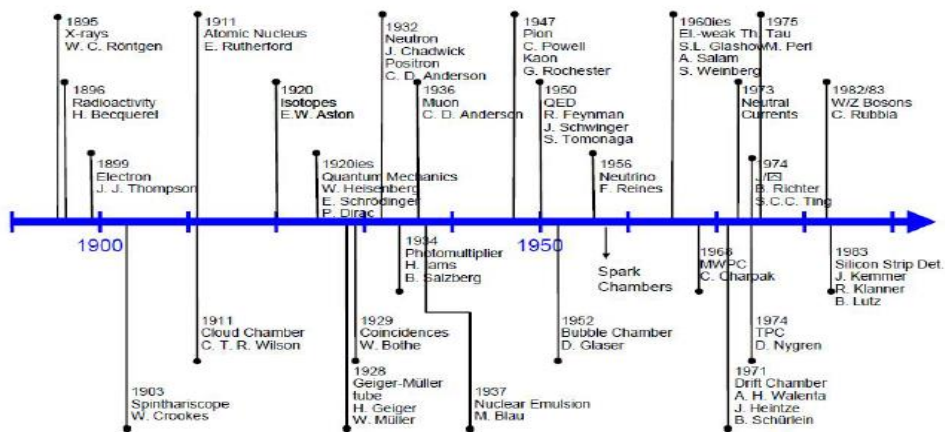 1895
X-rays
W. C. Röntgen
1911
Atomic Nucleus
E. Rutherford
1932
Neutron
J. Chadwick
Positron
C. D. Anderson
1947
Pion
C. Powell
Kaon
G. Rochester
1960ies
El.-weak Th.
S.L. Glashow
A. Salam
S. Weinberg
1975
Tau
M. Perl
1896
Radioactivity
H. Becquerel
1920
Isotopes
E.W. Aston
1936
Muon
C. D. Anderson
1950
QED
R. Feynman
J. Schwinger
S. Tomonaga
1973
Neutral
Currents
1982/83
W/Z Bosons
C. Rubbia
1899
Electron
J. J. Thompson
1920ies
Quantum Mechanics
W. Heisenberg
E. Schrödinger
P. Dirac
1956
Neutrino
F. Reines
1974
J/
B. Richter
S.C.C. Ting
1900
1950
1934
Photomultiplier
H. Iams
B. Salzberg
Spark
Chambers
1968
MWPC
C. Charpak
1983
Silicon Strip Det.
J. Kemmer
R. Klanner
B. Lutz
1911
Cloud Chamber
C. T. R. Wilson
1929
Coincidences
W. Bothe
1952
Bubble Chamber
D. Glaser
1974
TPC
D. Nygren
1903
Spinthariscope
W. Crookes
1928
Geiger-Müller
tube
H. Geiger
W. Müller
1937
Nuclear Emulsion
M. Blau
1971
Drift Chamber
A. H. Walenta
J. Heintze
B. Schürlein